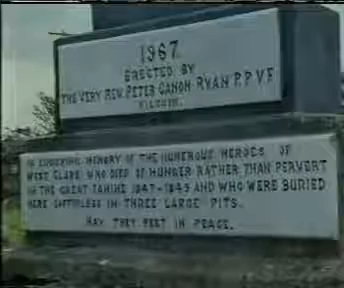 1967
ERECTED BY
THE VERY REV. PETER CANON RYAN P.P.V.F.
KILRUSH.
IN ENDURING MEMORY OF THE NUMEROUS HEROES OF
WEST CLARE WHO DIED OF HUNGER RATHER THAN PERVERT
IN THE GREAT FAMINE 1847-1849 AND WHO WERE BURIED
HERE COFFINLESS IN THREE LARGE PITS.
MAY THEY REST IN PEACE.